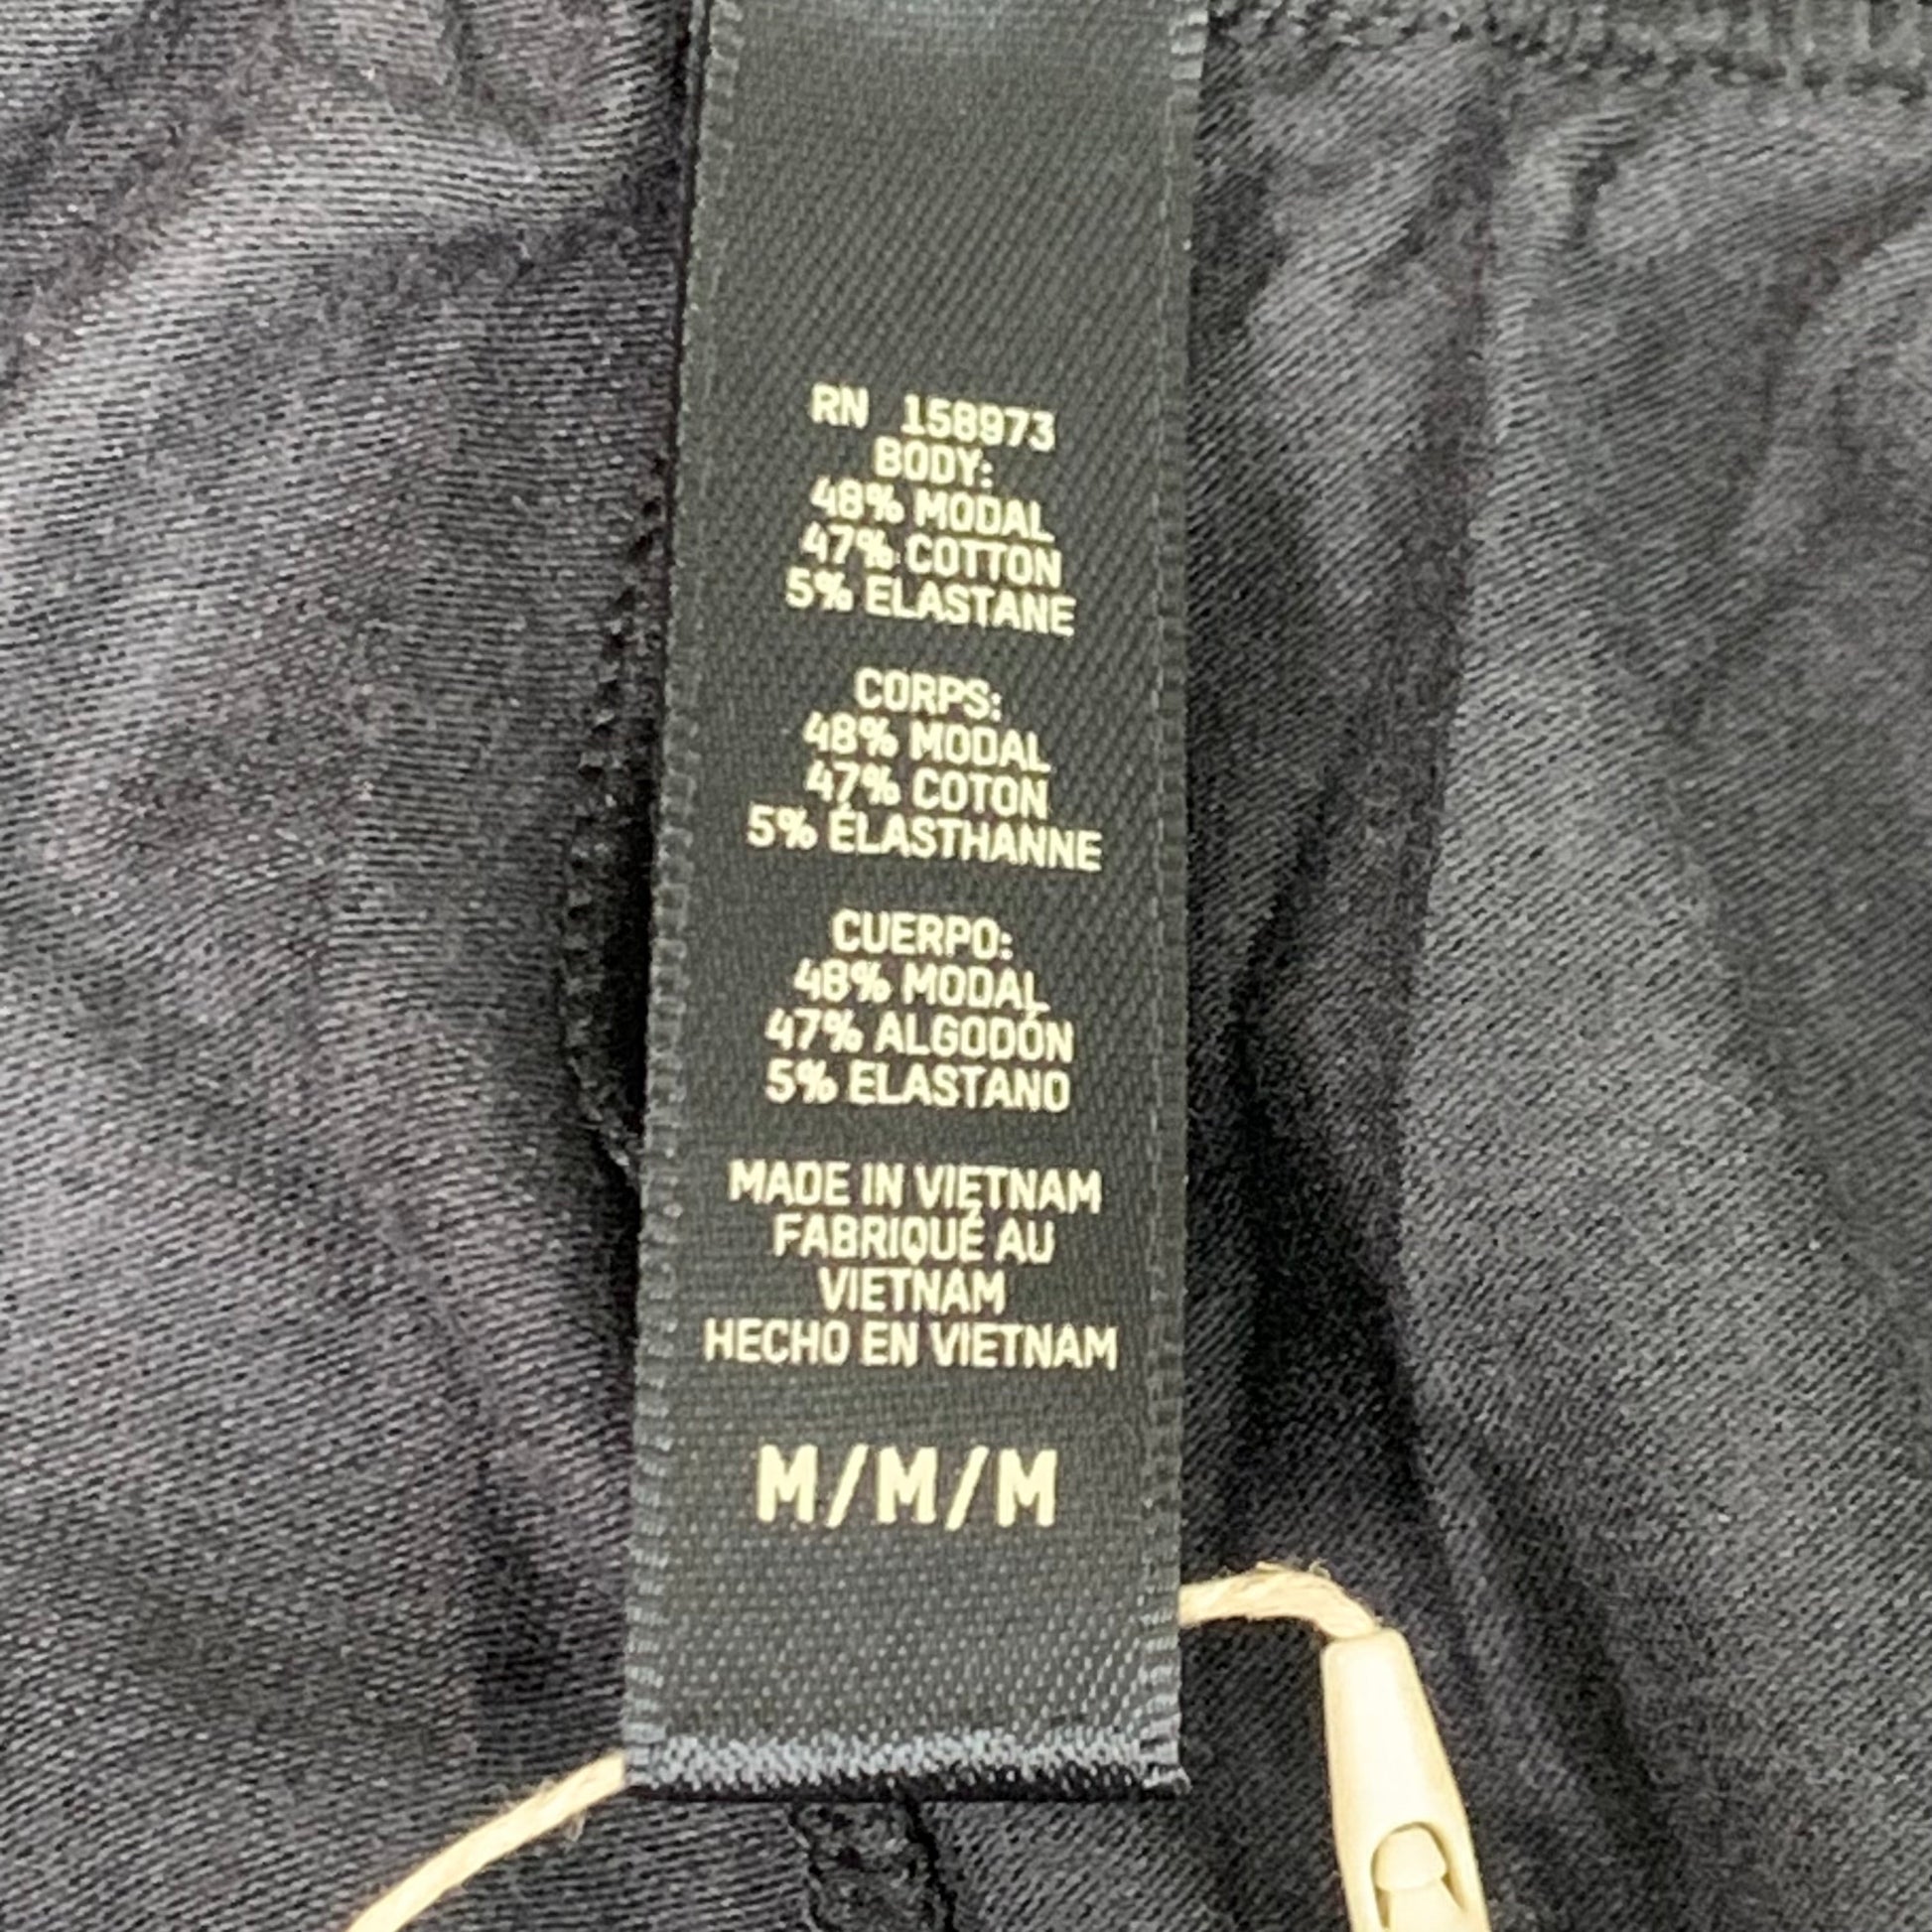 RN 158973
BODY:
48% MODAL
47% COTTON
5% ELASTANE
CORPS:
48% MODAL
47% COTON
5% ÉLASTHANNE
CUERPO:
48% MODAL
47% ALGODÓN
5% ELASTANO
MADE IN VIETNAM
FABRIQUÉ AU
VIETNAM
HECHO EN VIETNAM
M/M/M